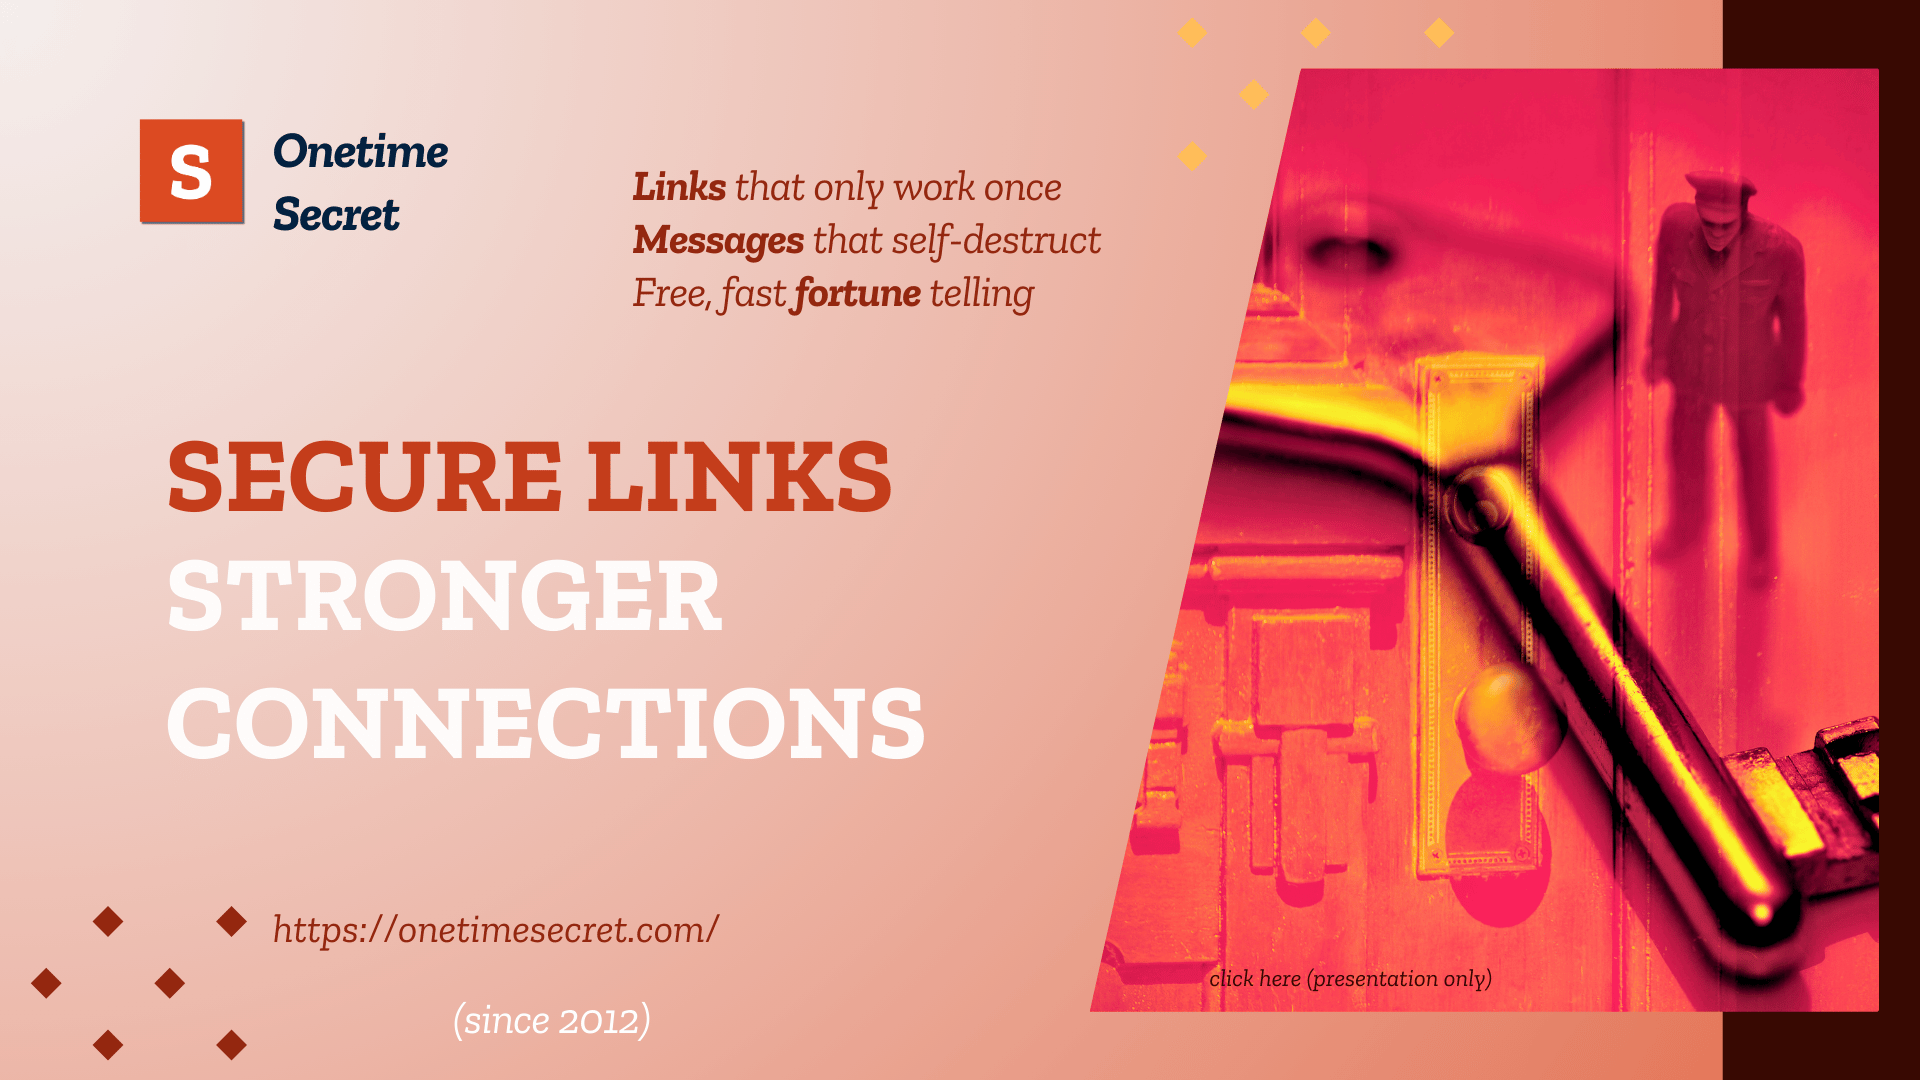 S
Onetime
Secret
Links that only work once
Messages that self-destruct
Free, fast fortune telling
SECURE LINKS
STRONGER
CONNECTIONS
https://onetimesecret.com/
(since 2012)
click here (presentation only)